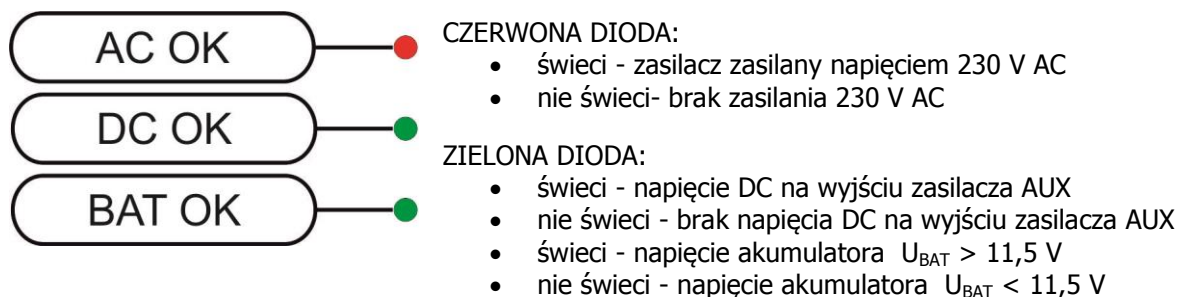 AC OK
DC OK
BAT OK
CZERWONA DIODA:
• świeci - zasilacz zasilany napięciem 230 V AC
• nie świeci- brak zasilania 230 V AC
ZIELONA DIODA:
• świeci - napięcie DC na wyjściu zasilacza AUX
• nie świeci - brak napięcia DC na wyjściu zasilacza AUX
• świeci - napięcie akumulatora U_BAT > 11,5 V
• nie świeci - napięcie akumulatora U_BAT < 11,5 V